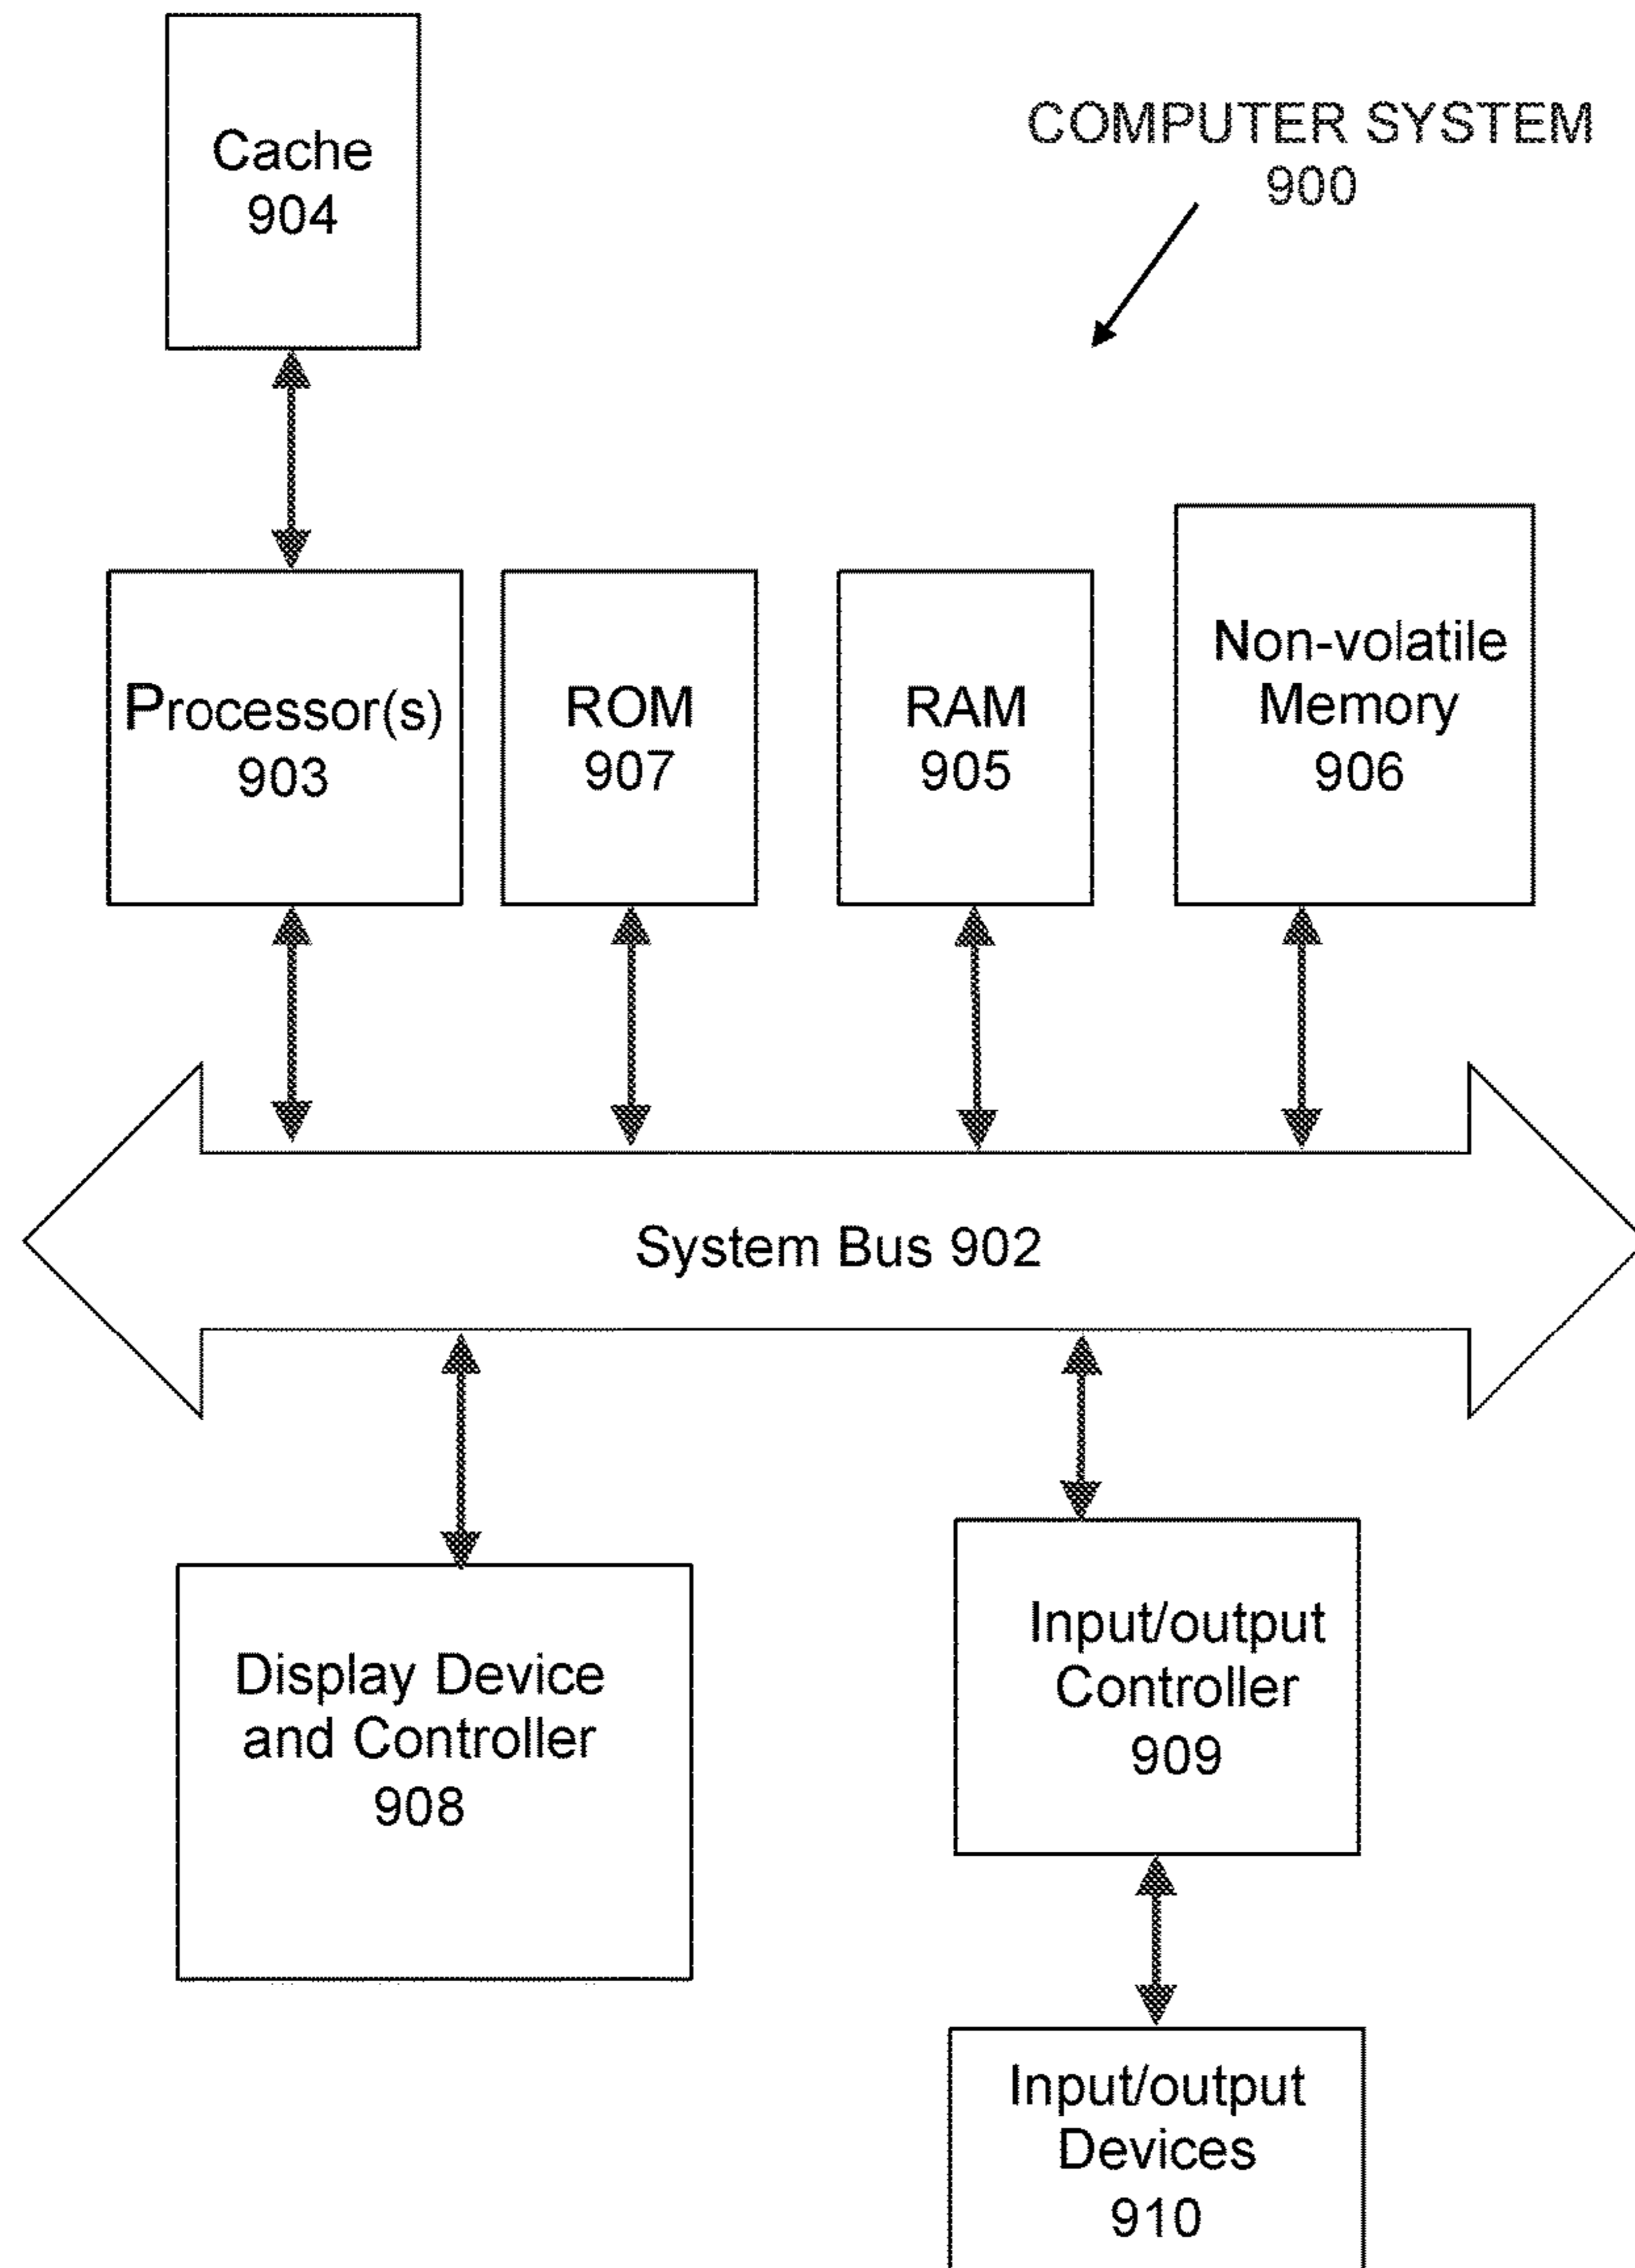 Cache
904
COMPUTER SYSTEM
900
Processor(s)
903
ROM
907
RAM
905
Non-volatile
Memory
906
System Bus 902
Display Device
and Controller
908
Input/output
Controller
909
Input/output
Devices
910